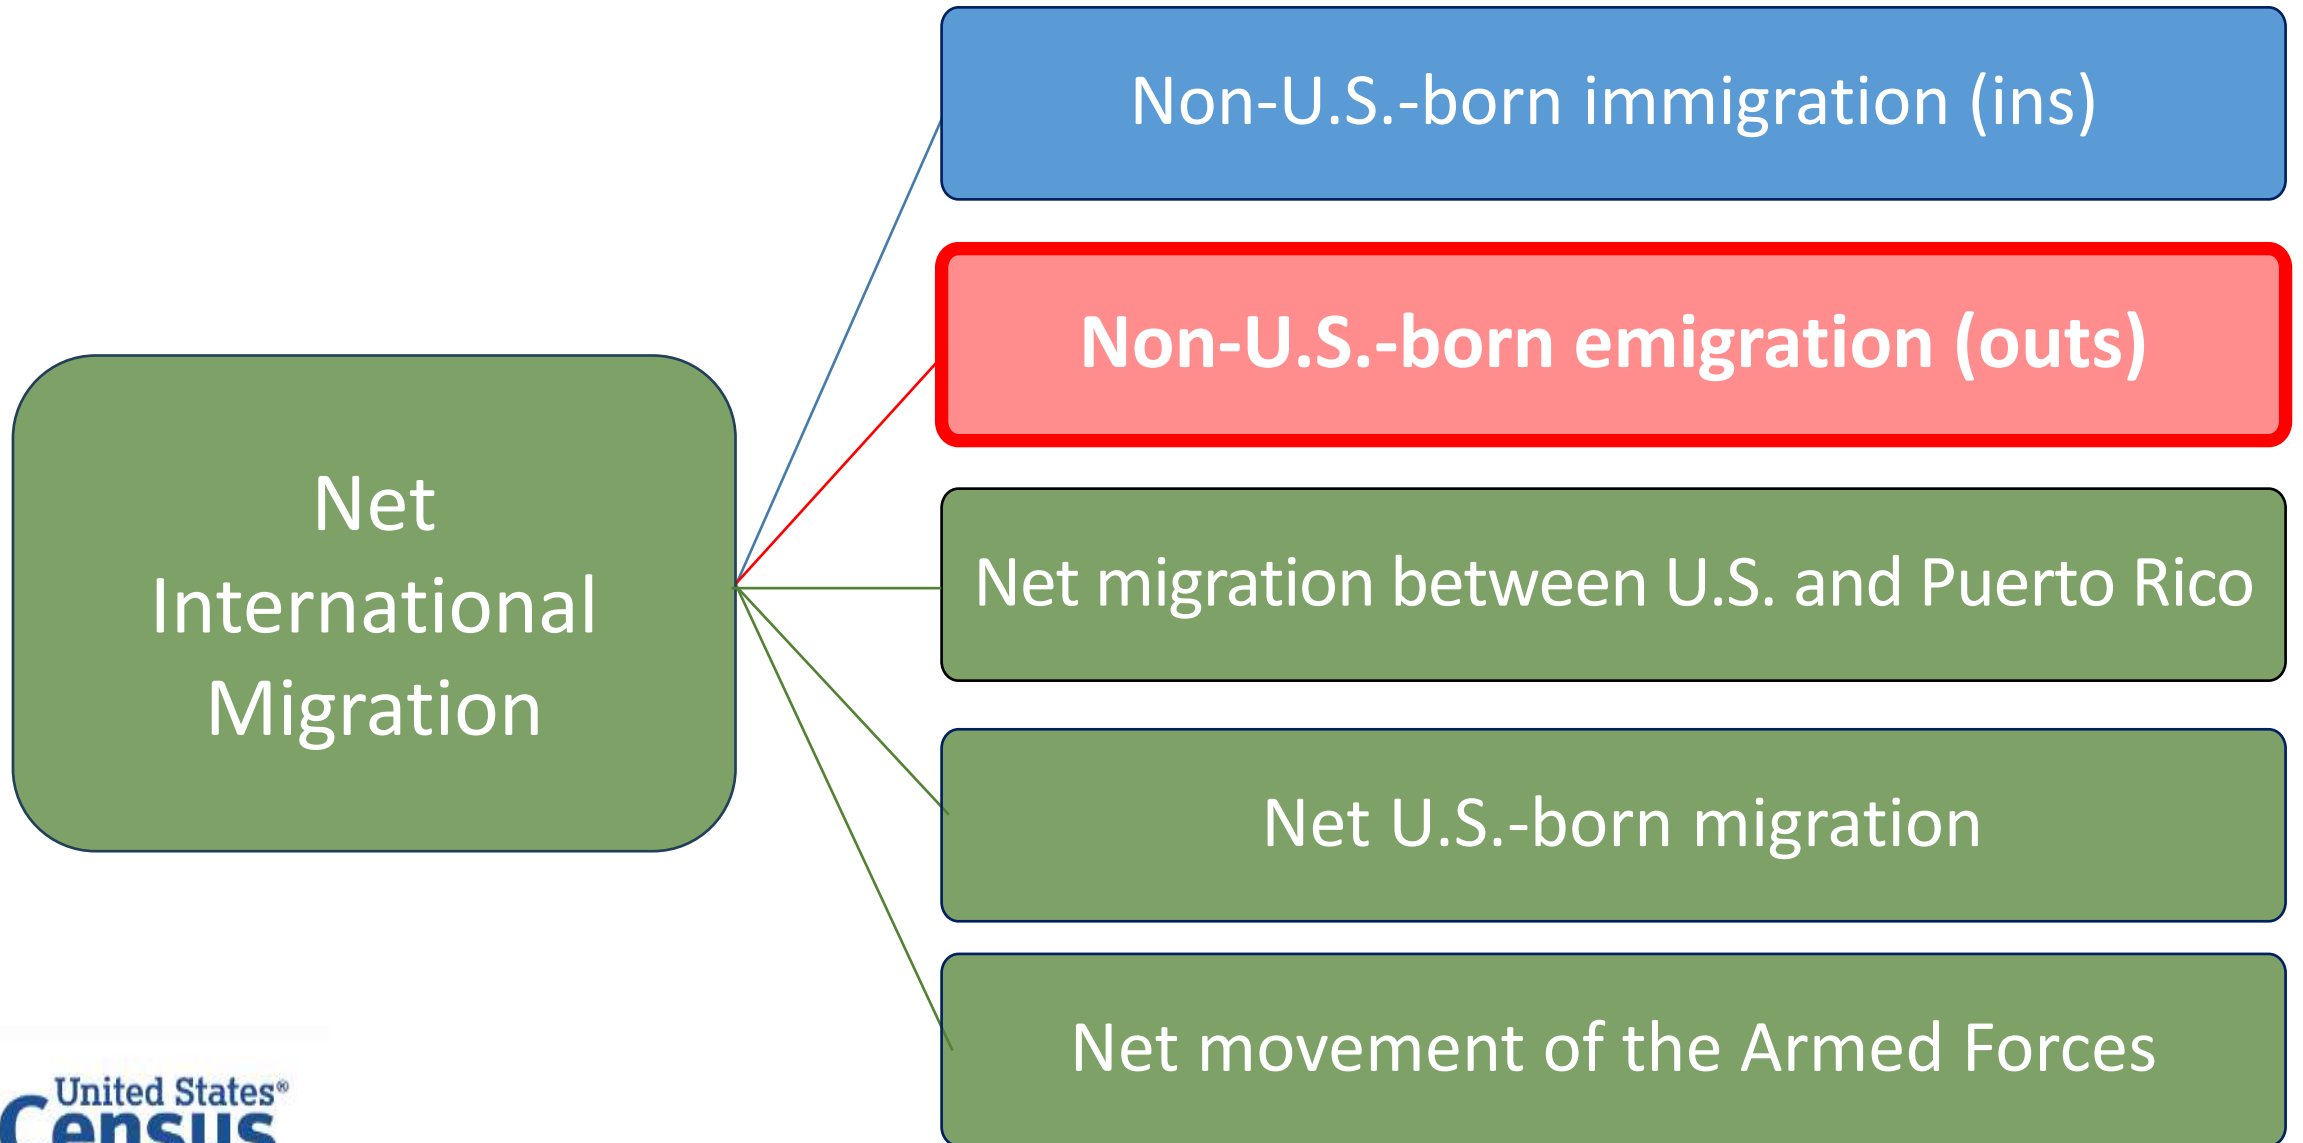 Non-U.S.-born immigration (ins)
Non-U.S.-born emigration (outs)
Net
International
Migration
Net migration between U.S. and Puerto Rico
Net U.S.-born migration
Net movement of the Armed Forces
United States®
Census